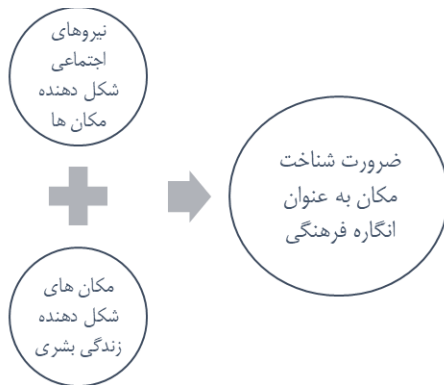 نیروهای
اجتماعی
شکل دهنده
مکان ها
ضرورت شناخت
مکان به عنوان
انگاره فرهنگی
مکان های
شکل دهنده
زندگی بشری